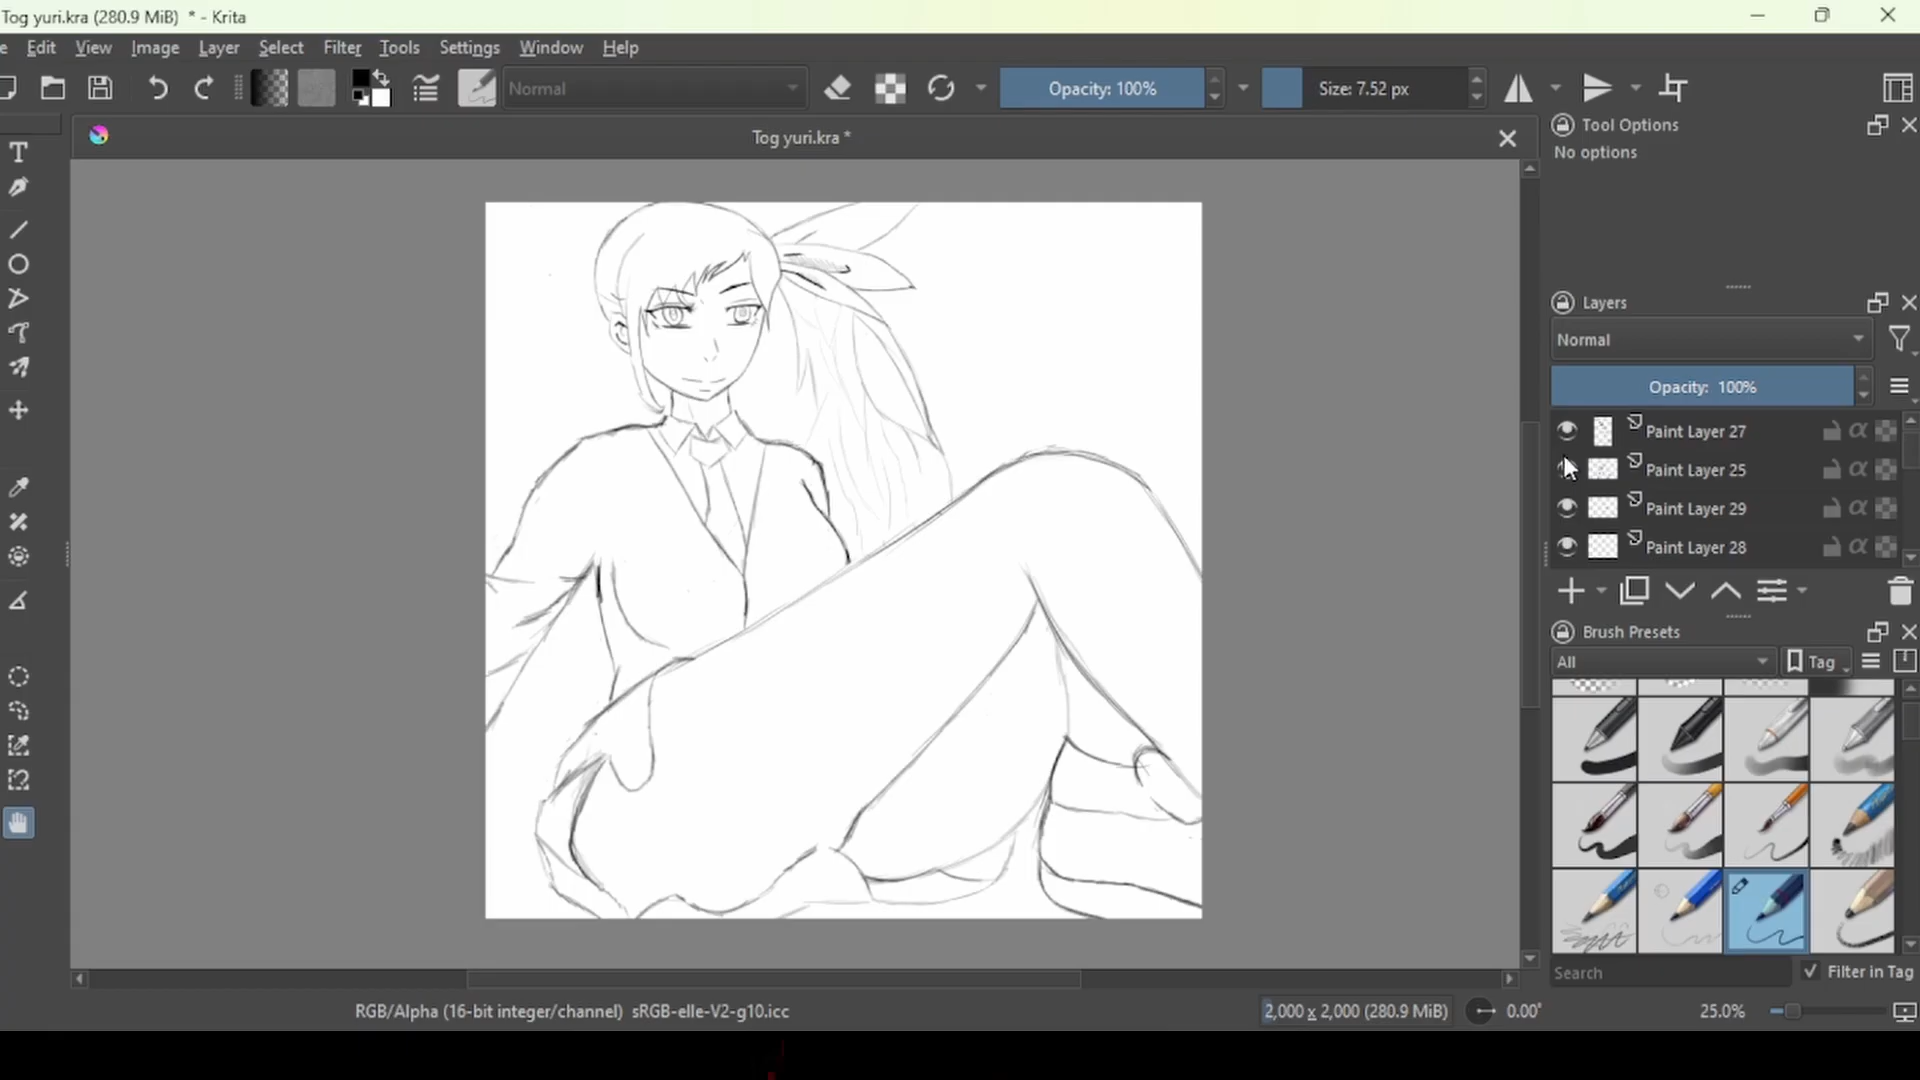 Tog yuri.kra (280.9 MiB) * - Krita
e Edit View Image Layer Select Filter Tools Settings Window Help
Normal Opacity: 100% Size: 7.52 px
Tog yuri.kra *
Tool Options
No options
Layers
Normal
Opacity: 100%
Paint Layer 27
Paint Layer 25
Paint Layer 29
Paint Layer 28
Brush Presets
All Tag
Search Filter in Tag
RGB/Alpha (16-bit integer/channel) sRGB-elle-V2-g10.icc 2,000 x 2,000 (280.9 MiB) 0.00° 25.0%